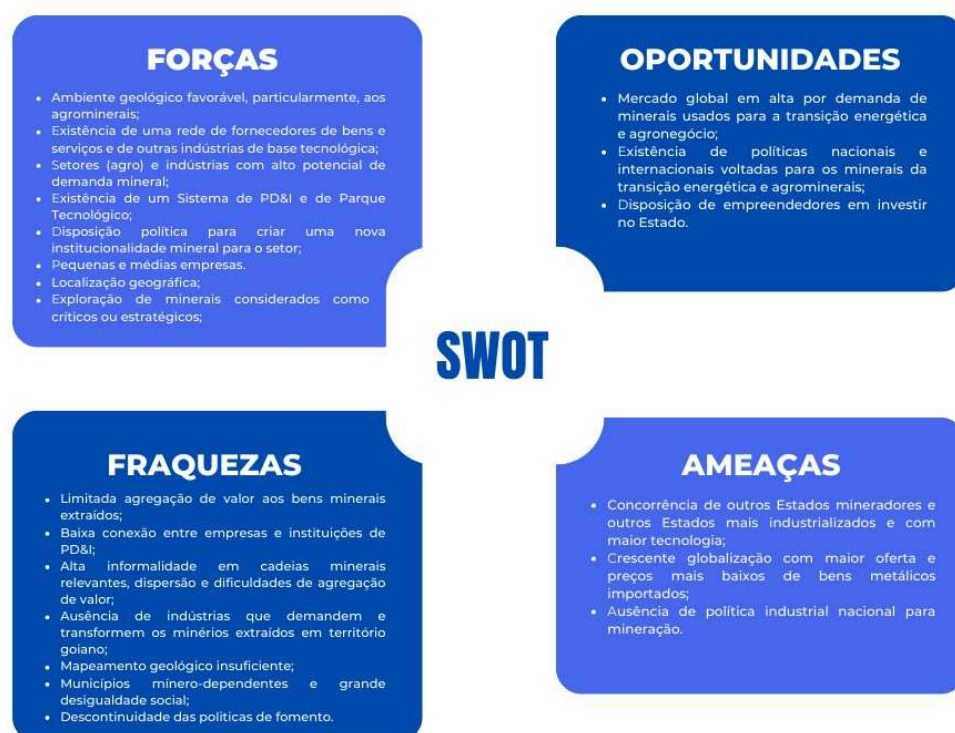 FORÇAS
• Ambiente geológico favorável, particularmente, aos
agrominerais;
• Existência de uma rede de fornecedores de bens e
serviços e de outras indústrias de base tecnológica;
• Setores (agro) e indústrias com alto potencial de
demanda mineral;
• Existência de um Sistema de PD&I e de Parque
Tecnológico;
• Disposição política para criar uma nova
institucionalidade mineral para o setor;
• Pequenas e médias empresas.
• Localização geográfica;
• Exploração de minerais considerados como
críticos ou estratégicos;
OPORTUNIDADES
• Mercado global em alta por demanda de
minerais usados para a transição energética
e agronegócio;
• Existência de políticas nacionais e
internacionais voltadas para os minerais da
transição energética e agrominerais;
• Disposição de empreendedores em investir
no Estado.
SWOT
FRAQUEZAS
• Limitada agregação de valor aos bens minerais
extraídos;
• Baixa conexão entre empresas e instituições de
PD&I;
• Alta informalidade em cadeias minerais
relevantes, dispersão e dificuldades de agregação
de valor;
• Ausência de indústrias que demandem e
transformem os minérios extraídos em território
goiano;
• Mapeamento geológico insuficiente;
• Municípios mínero-dependentes e grande
desigualdade social;
• Descontinuidade das politicas de fomento.
AMEAÇAS
• Concorrência de outros Estados mineradores e
outros Estados mais industrializados e com
maior tecnologia;
• Crescente globalização com maior oferta e
preços mais baixos de bens metálicos
importados;
• Ausência de política industrial nacional para
mineração.